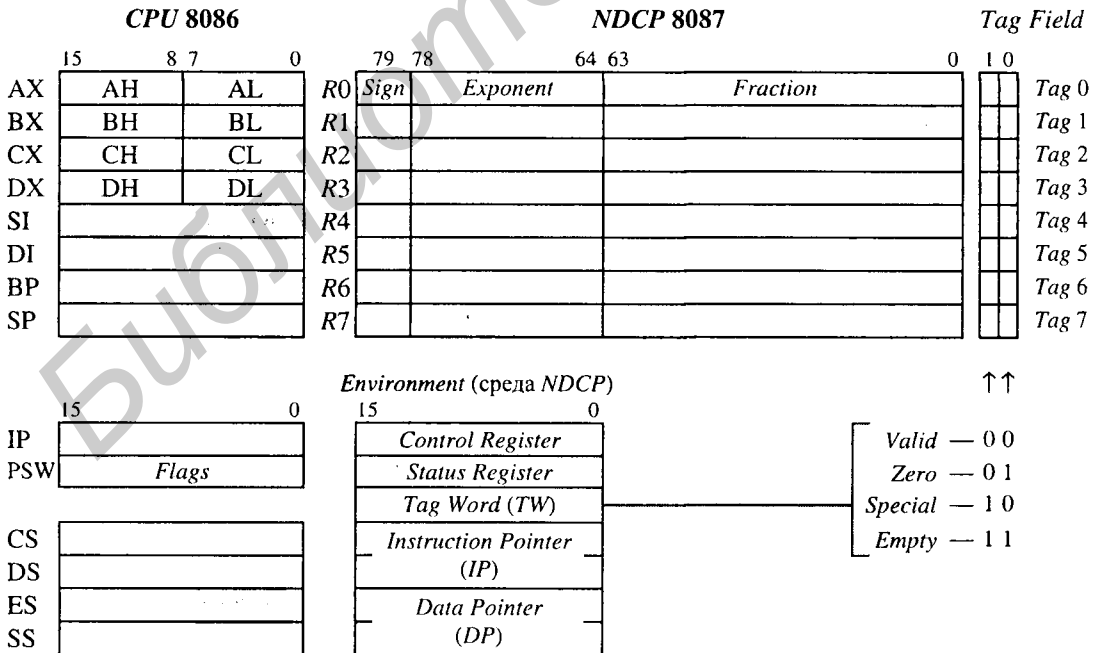 CPU 8086 NDCP 8087 Tag Field
15 8 7 0 79 78 64 63 0 1 0
AX AH AL R0 Sign Exponent Fraction Tag 0
BX BH BL R1 Tag 1
CX CH CL R2 Tag 2
DX DH DL R3 Tag 3
SI R4 Tag 4
DI R5 Tag 5
BP R6 Tag 6
SP R7 Tag 7
Environment (среда NDCP) ↑↑
15 0 15 0
IP Control Register Valid — 0 0
PSW Flags Status Register Zero — 0 1
Tag Word (TW) Special — 1 0
CS Instruction Pointer Empty — 1 1
DS (IP)
ES Data Pointer
SS (DP)